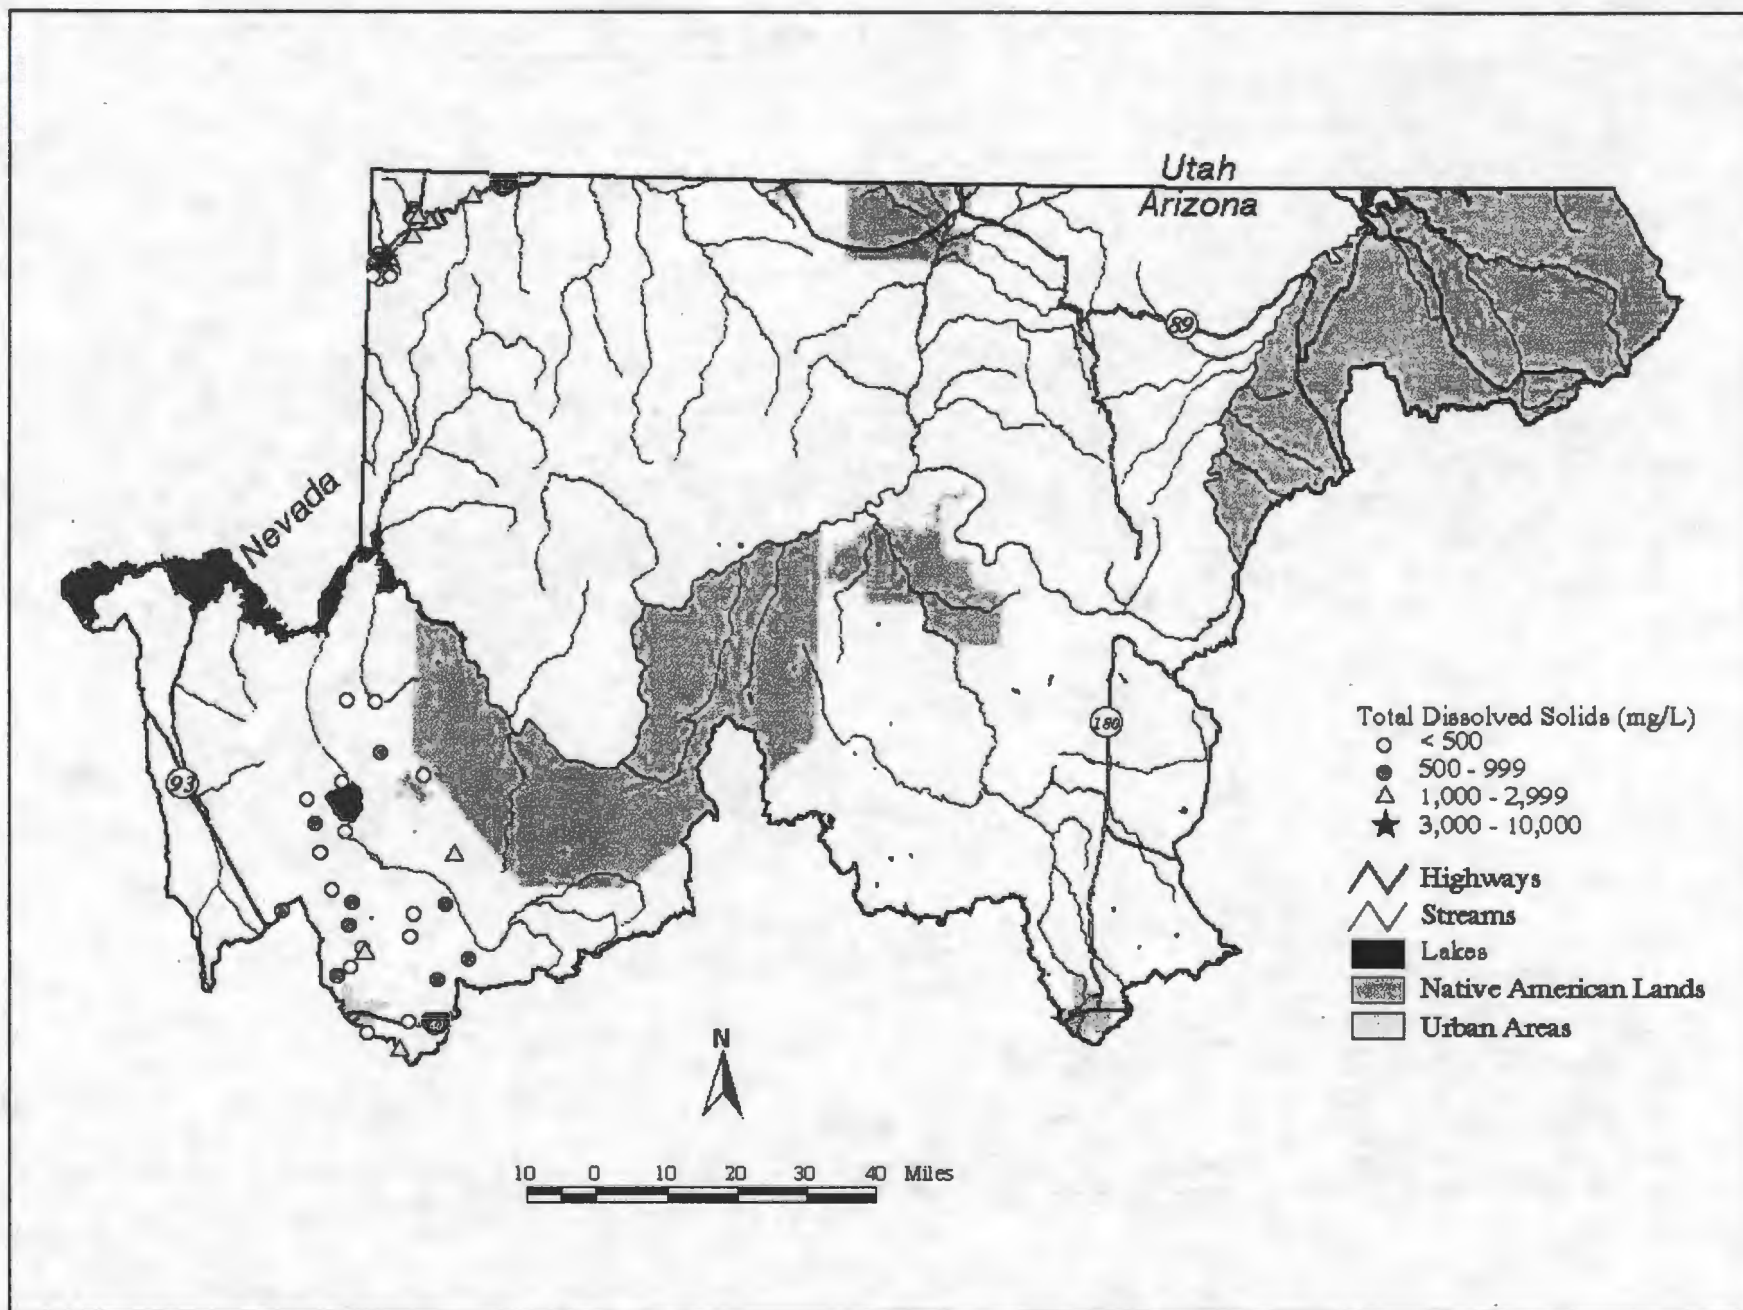 Utah
Arizona
89
Nevada
Total Dissolved Solids (mg/L)
< 500
180
500 - 999
93
1,000 - 2,999
3,000 - 10,000
Highways
Streams
Lakes
Native American Lands
40
Urban Areas
N
10 0 10 20 30 40 Miles